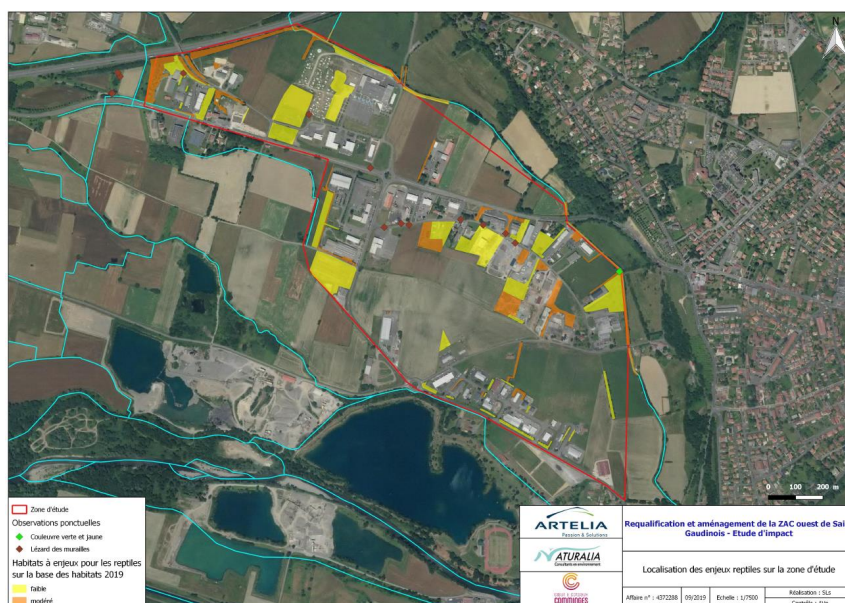 N
0 100 200 m
Zone d'étude
Observations ponctuelles
Couleuvre verte et jaune
Lézard des murailles
Habitats à enjeux pour les reptiles
sur la base des habitats 2019
faible
modéré
ARTELIA
Passion & Solutions
NATURALIA
Consultants en environnement
COMMINGES
Requalification et aménagement de la ZAC ouest de Sai
Gaudinois - Etude d'impact
Localisation des enjeux reptiles sur la zone d'étude
Affaire n° : 4372288
09/2019
Echelle : 1/7500
Réalisation : SLs